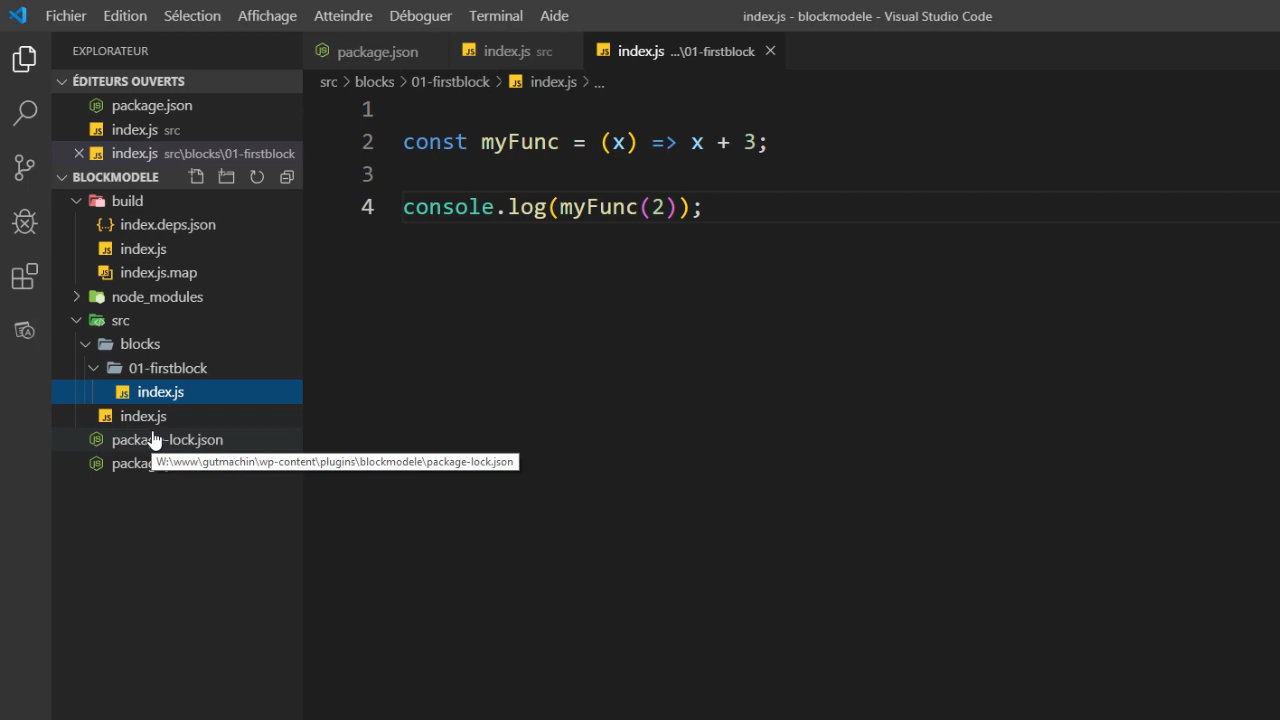 Fichier Edition Sélection Affichage Atteindre Déboguer Terminal Aide index.js - blockmodele - Visual Studio Code
EXPLORATEUR
ÉDITEURS OUVERTS
package.json
index.js src
index.js src\blocks\01-firstblock
BLOCKMODELE
build
index.deps.json
index.js
index.js.map
node_modules
src
blocks
01-firstblock
index.js
index.js
package-lock.json
W:\www\gutmachin\wp-content\plugins\blockmodele\package-lock.json
package.json index.js src index.js ...\01-firstblock
src > blocks > 01-firstblock > index.js > ...
1
2 const myFunc = (x) => x + 3;
3
4 console.log(myFunc(2));